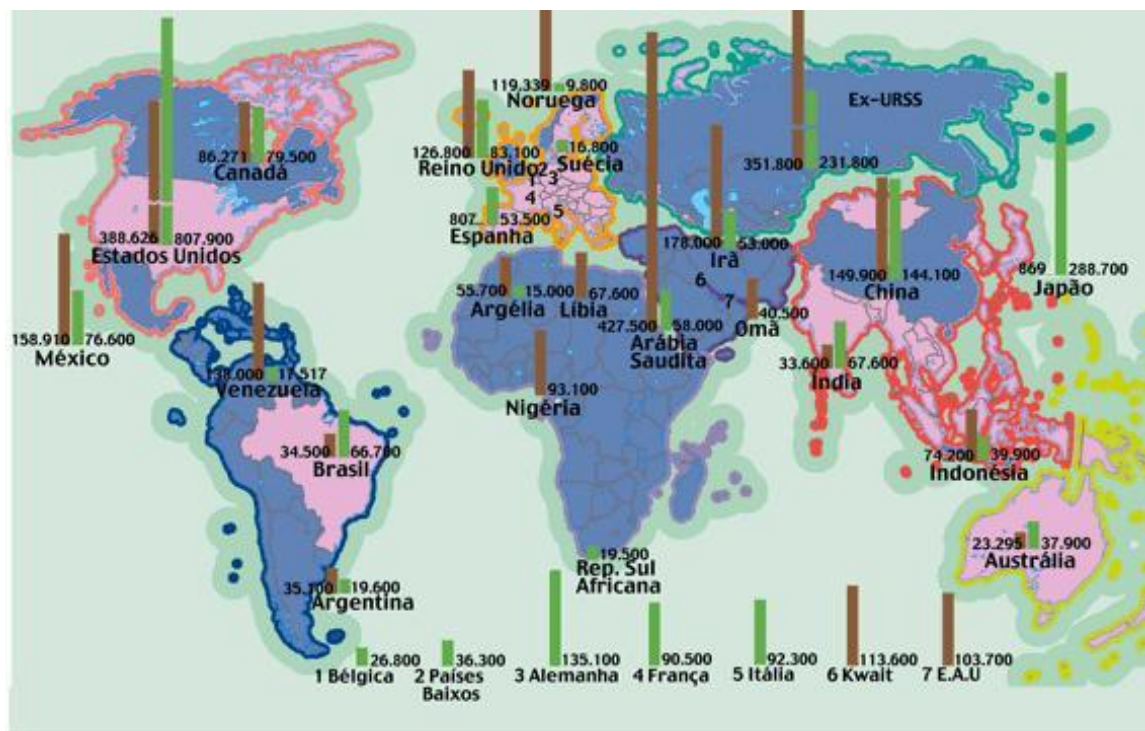 119.339 9.800
Noruega
Ex-URSS
86.271 79.500
Canadá
126.800 83.100
Reino Unido
2
16.800
Suécia
351.800 231.800
1 3
4
5
388.626 807.900
Estados Unidos
807 53.500
Espanha
178.000 53.000
Irã
6
7
149.900 144.100
China
869 288.700
Japão
158.910 76.600
México
55.700 15.000
Argélia
67.600
Líbia
427.500 58.000
Arábia
Saudita
40.500
Omã
138.000 17.517
Venezuela
93.100
Nigéria
33.600 67.600
Índia
34.500 66.700
Brasil
74.200 39.900
Indonésia
23.295 37.900
Austrália
19.500
Rep. Sul
Africana
35.100 19.600
Argentina
26.800
1 Bélgica
36.300
2 Países
Baixos
135.100
3 Alemanha
90.500
4 França
92.300
5 Itália
113.600
6 Kwait
103.700
7 E.A.U